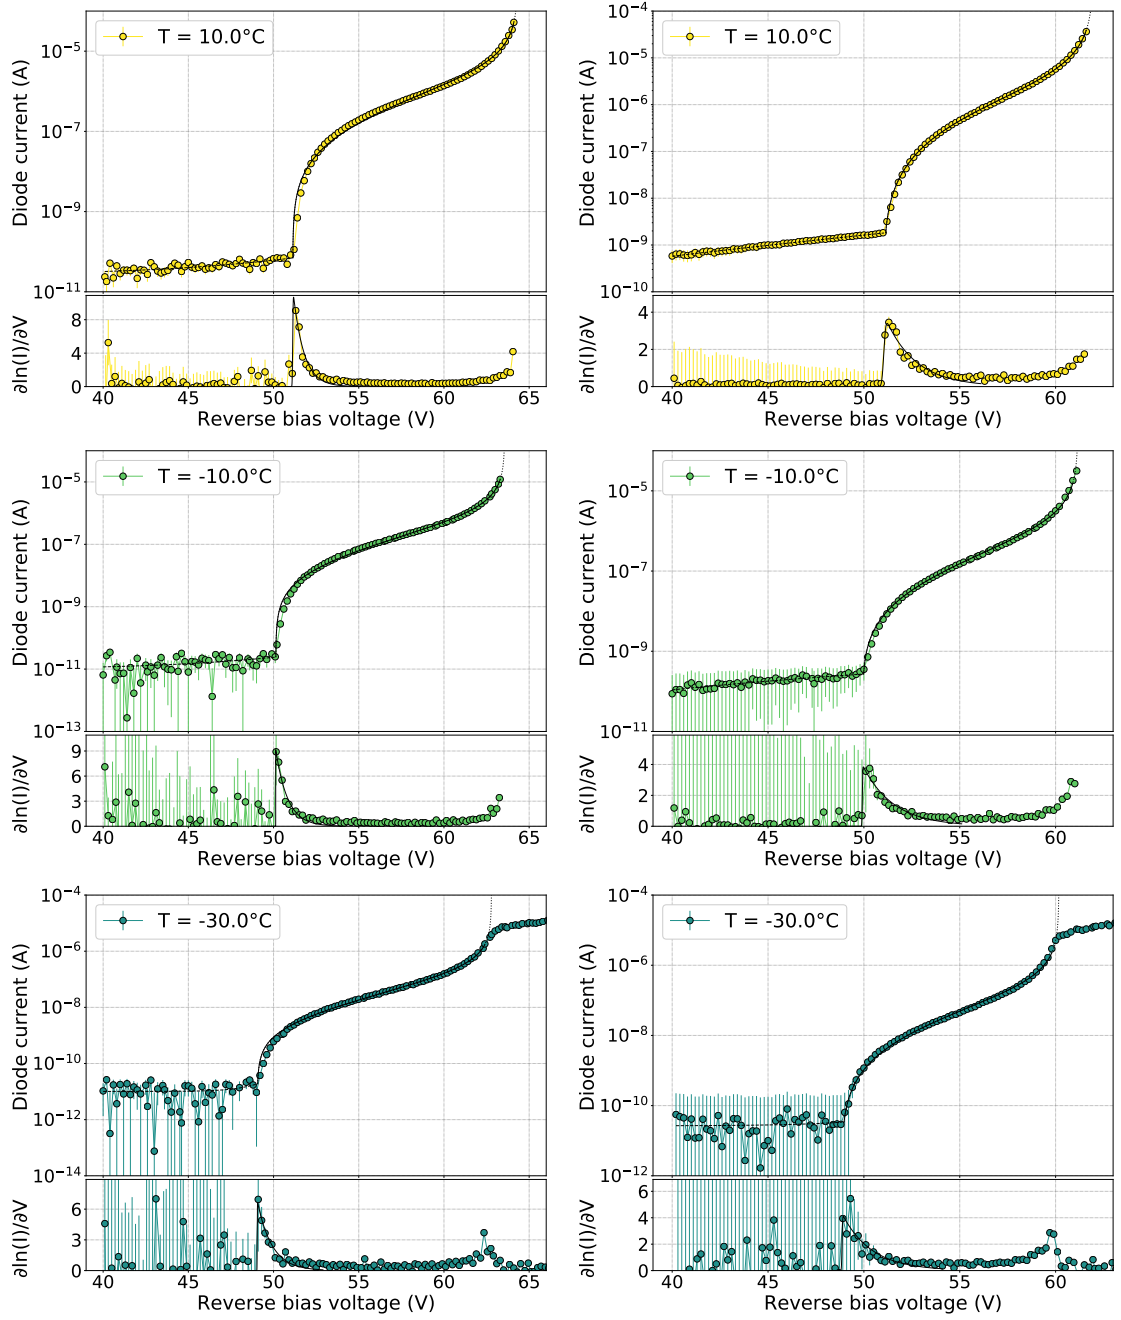 T = 10.0°C
Diode current (A)
10⁻⁵
10⁻⁷
10⁻⁹
10⁻¹¹
∂ln(I)/∂V
8
4
0
40 45 50 55 60 65
Reverse bias voltage (V)
T = 10.0°C
Diode current (A)
10⁻⁴
10⁻⁵
10⁻⁶
10⁻⁷
10⁻⁸
10⁻⁹
10⁻¹⁰
∂ln(I)/∂V
4
2
0
40 45 50 55 60
Reverse bias voltage (V)
T = -10.0°C
Diode current (A)
10⁻⁵
10⁻⁷
10⁻⁹
10⁻¹¹
10⁻¹³
∂ln(I)/∂V
9
6
3
0
40 45 50 55 60 65
Reverse bias voltage (V)
T = -10.0°C
Diode current (A)
10⁻⁵
10⁻⁷
10⁻⁹
10⁻¹¹
∂ln(I)/∂V
4
2
0
40 45 50 55 60
Reverse bias voltage (V)
T = -30.0°C
Diode current (A)
10⁻⁴
10⁻⁶
10⁻⁸
10⁻¹⁰
10⁻¹²
10⁻¹⁴
∂ln(I)/∂V
6
3
0
40 45 50 55 60 65
Reverse bias voltage (V)
T = -30.0°C
Diode current (A)
10⁻⁴
10⁻⁶
10⁻⁸
10⁻¹⁰
10⁻¹²
∂ln(I)/∂V
6
4
2
0
40 45 50 55 60
Reverse bias voltage (V)